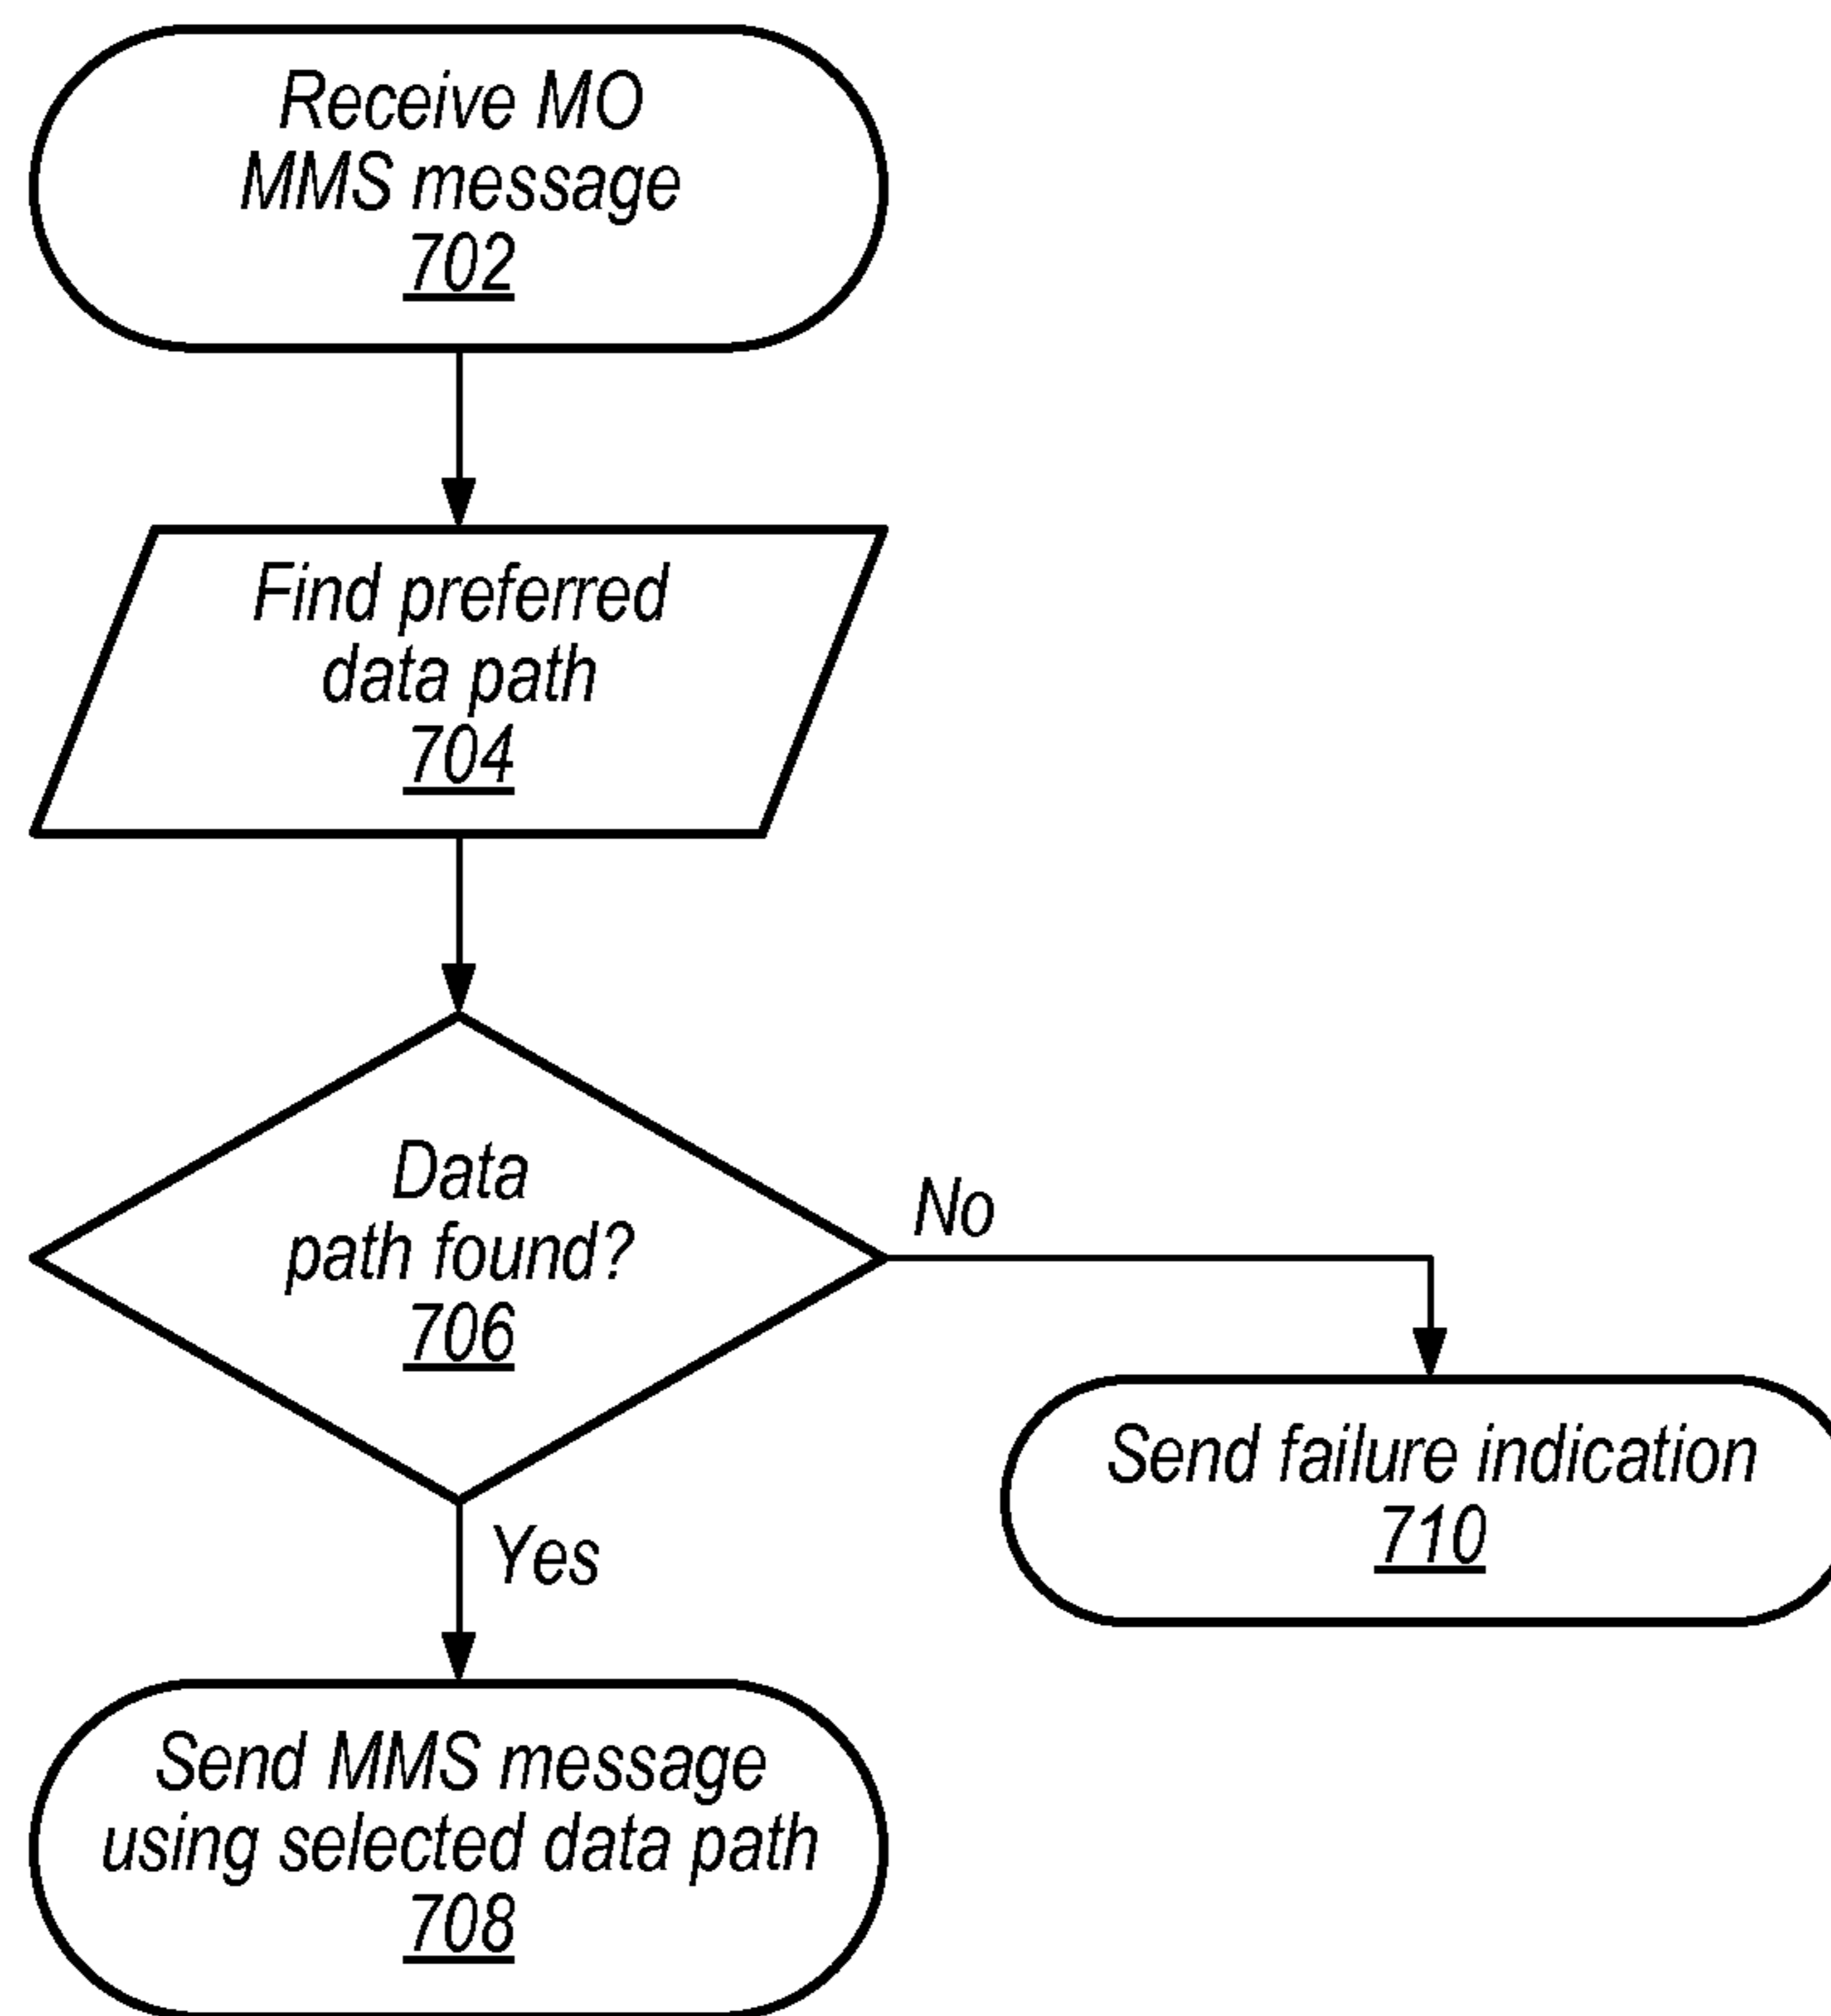 Receive MO
MMS message
702
Find preferred
data path
704
Data
path found?
706
No
Yes
Send failure indication
710
Send MMS message
using selected data path
708